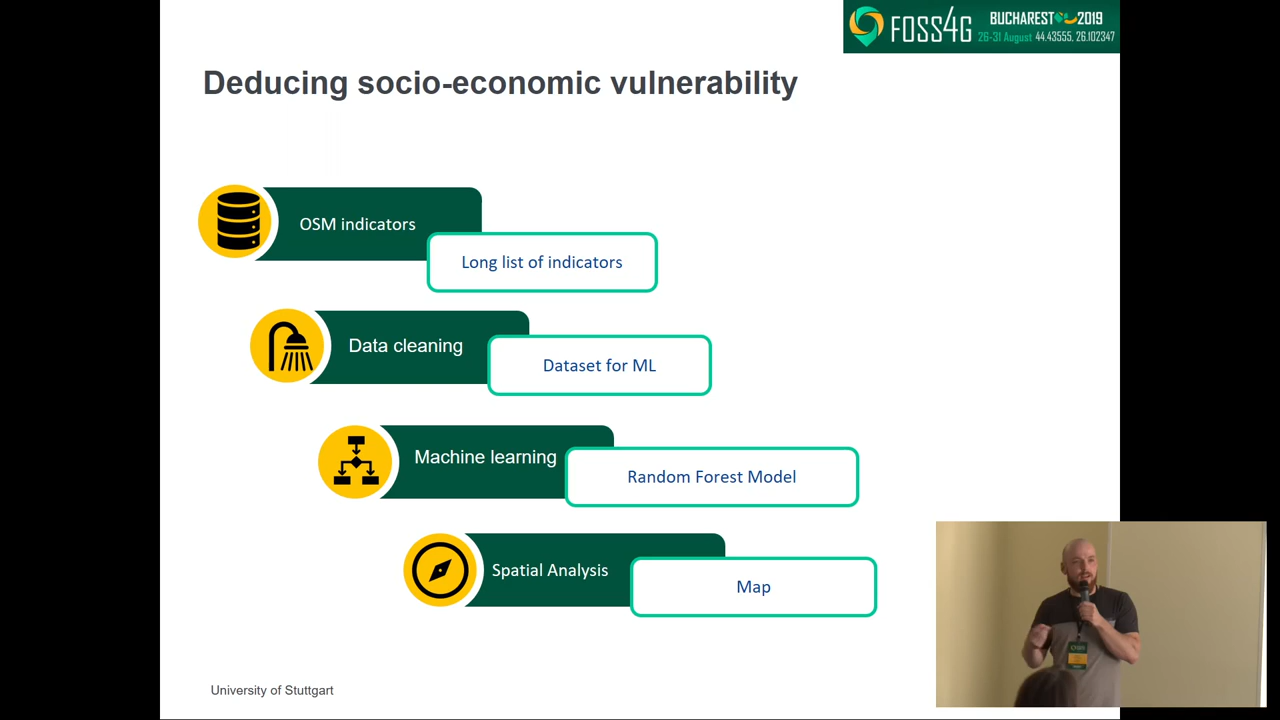 FOSS4G
BUCHAREST 2019
26-31 August 44.43555, 26.102347
Deducing socio-economic vulnerability
OSM indicators
Long list of indicators
Data cleaning
Dataset for ML
Machine learning
Random Forest Model
Spatial Analysis
Map
University of Stuttgart